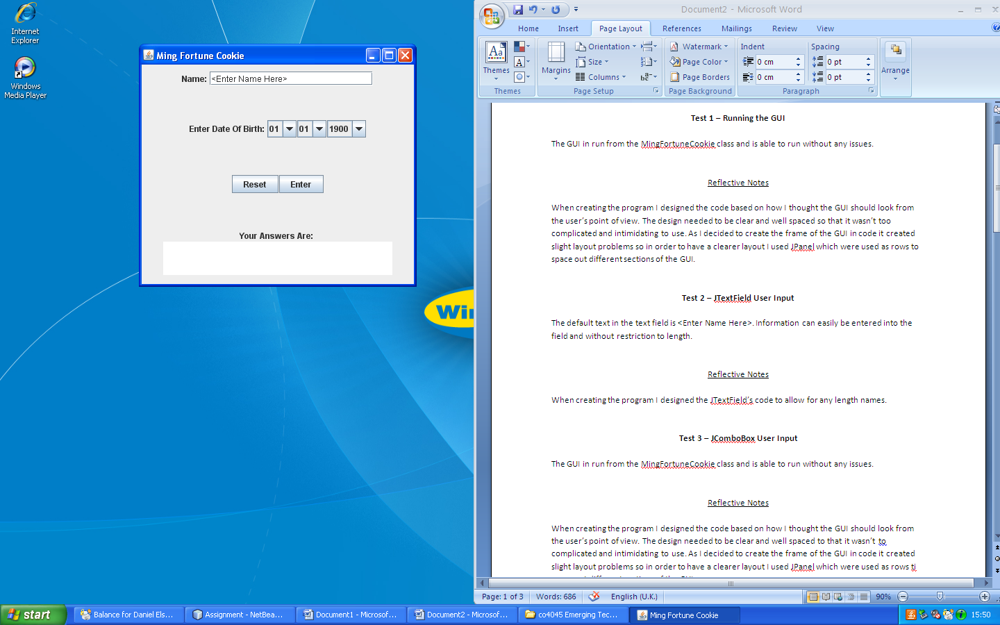 Internet
Explorer
Windows
Media Player
Ming Fortune Cookie
Name: <Enter Name Here>
Enter Date Of Birth: 01 01 1900
Reset Enter
Your Answers Are:
Document2 - Microsoft Word
Home Insert Page Layout References Mailings Review View
Themes
Aa
A
Themes
Margins
Orientation
Size
Columns
Page Setup
Watermark
Page Color
Page Borders
Page Background
Indent Spacing
0 cm 0 pt
0 cm 0 pt
Paragraph
Arrange
Test 1 – Running the GUI
The GUI in run from the MingFortuneCookie class and is able to run without any issues.
Reflective Notes
When creating the program I designed the code based on how I thought the GUI should look from
the user's point of view. The design needed to be clear and well spaced so that it wasn't too
complicated and intimidating to use. As I decided to create the frame of the GUI in code it created
slight layout problems so in order to have a clearer layout I used JPanel which were used as rows to
space out different sections of the GUI.
Test 2 – JTextField User Input
The default text in the text field is <Enter Name Here>. Information can easily be entered into the
field and without restriction to length.
Reflective Notes
When creating the program I designed the JTextField's code to allow for any length names.
Test 3 – JComboBox User Input
The GUI in run from the MingFortuneCookie class and is able to run without any issues.
Reflective Notes
When creating the program I designed the code based on how I thought the GUI should look from
the user's point of view. The design needed to be clear and well spaced to that it wasn't to
complicated and intimidating to use. As I decided to create the frame of the GUI in code it created
slight layout problems so in order to have a clearer layout I used JPanel which were used as rows ti
Win
Page: 1 of 3 Words: 686 English (U.K.) 90%
start
Balance for Daniel Els...
Assignment - NetBea...
Document1 - Microsof...
Document2 - Microsof...
co4045 Emerging Tec...
Ming Fortune Cookie
15:50